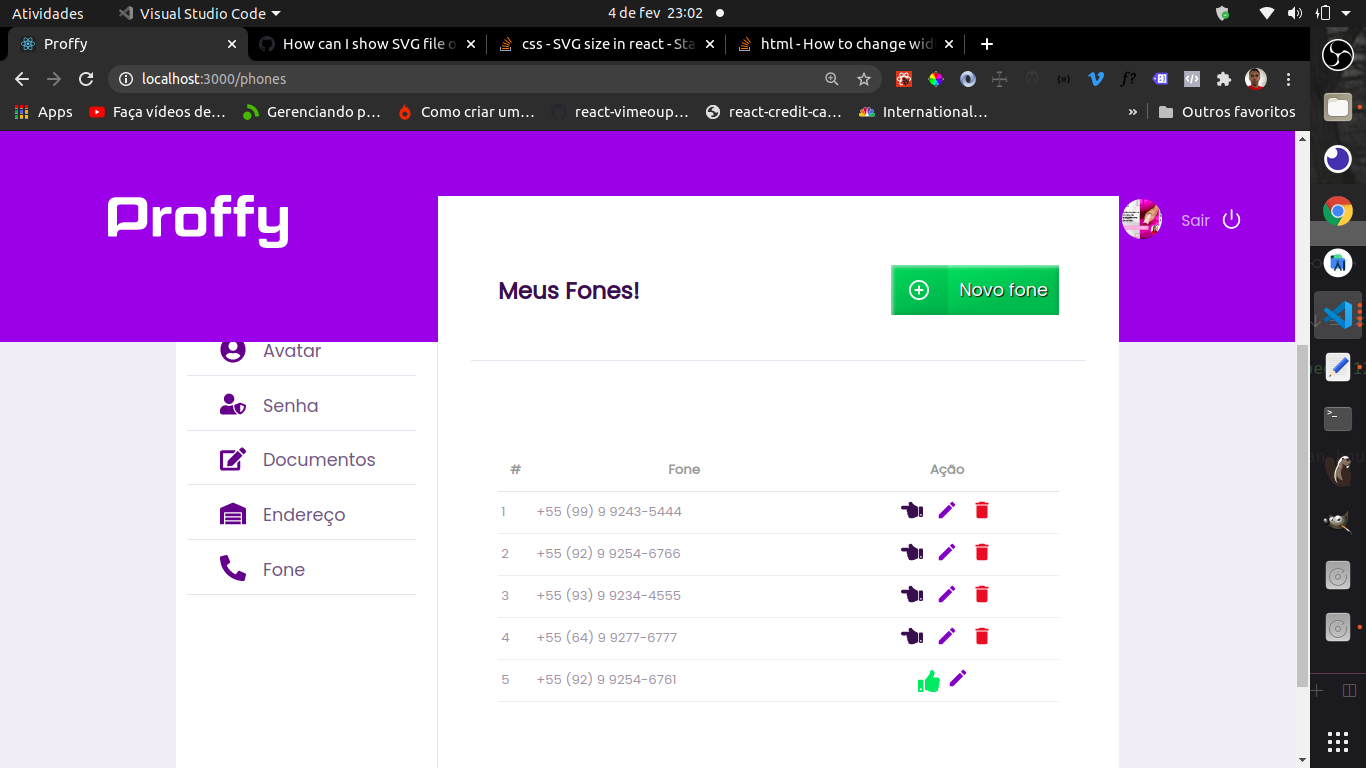 Atividades
Visual Studio Code
4 de fev 23:02
Proffy
How can I show SVG file o
css - SVG size in react - Sta
html - How to change wid
localhost:3000/phones
Apps
Faça vídeos de…
Gerenciando p…
Como criar um…
react-vimeoup…
react-credit-ca…
International…
»
Outros favoritos
Proffy
Sair
Meus Fones!
Novo fone
Avatar
Senha
Documentos
Endereço
Fone
# Fone Ação
1 +55 (99) 9 9243-5444
2 +55 (92) 9 9254-6766
3 +55 (93) 9 9234-4555
4 +55 (64) 9 9277-6777
5 +55 (92) 9 9254-6761